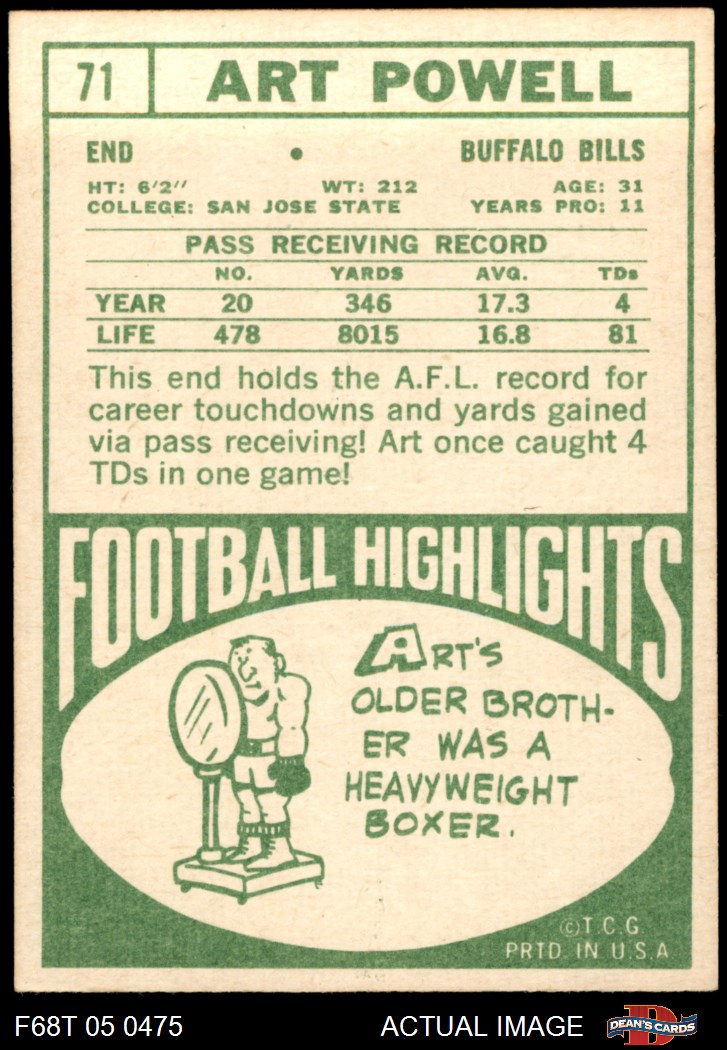 71 ART POWELL
END • BUFFALO BILLS
HT: 6'2" WT: 212 AGE: 31
COLLEGE: SAN JOSE STATE YEARS PRO: 11
PASS RECEIVING RECORD
NO. YARDS AVG. TDs
YEAR 20 346 17.3 4
LIFE 478 8015 16.8 81
This end holds the A.F.L. record for
career touchdowns and yards gained
via pass receiving! Art once caught 4
TDs in one game!
FOOTBALL HIGHLIGHTS
ART'S
OLDER BROTH-
ER WAS A
HEAVYWEIGHT
BOXER.
©T.C.G.
PRTD. IN U.S.A
F68T 05 0475 ACTUAL IMAGE D DEAN'S CARDS